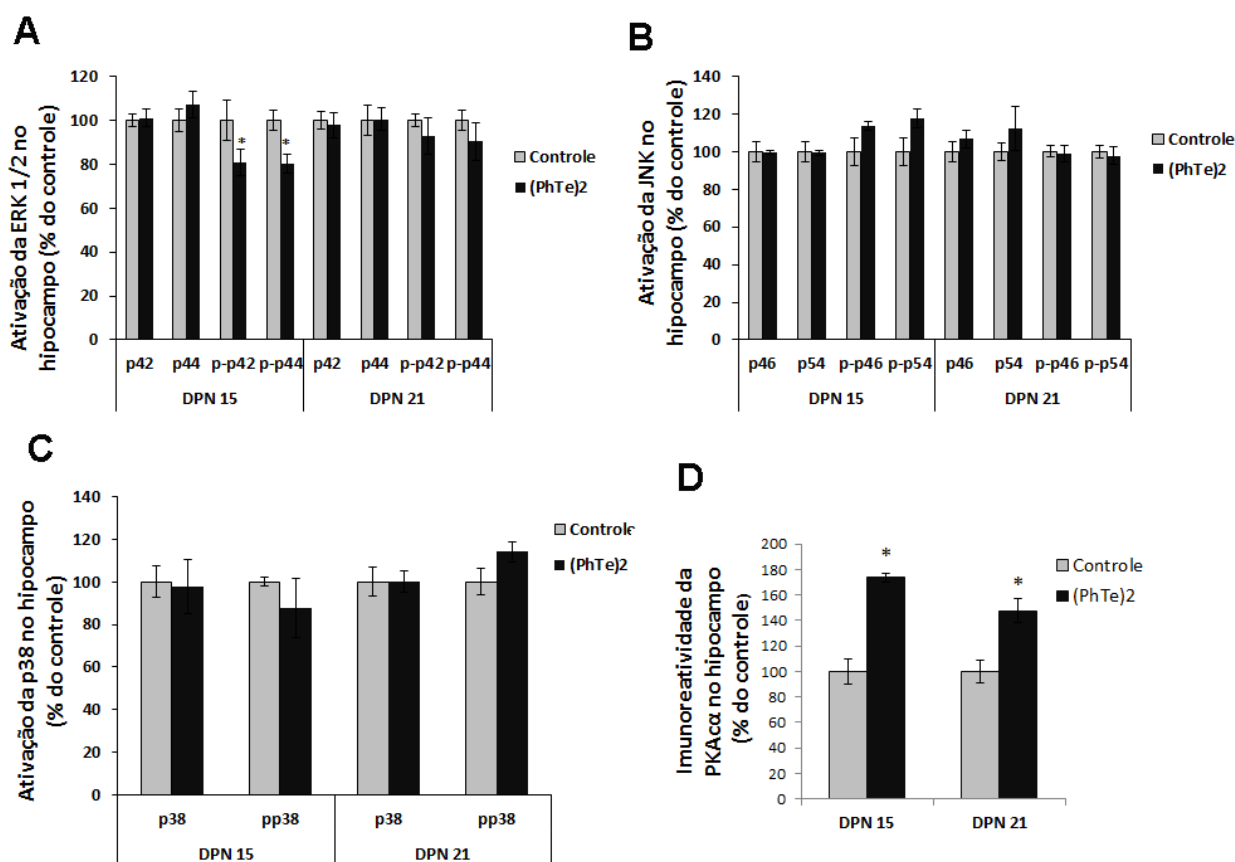 A
Ativação da ERK 1/2 no
hipocampo (% do controle)
120
100
80
60
40
20
0
*
*
p42 p44 p-p42 p-p44 p42 p44 p-p42 p-p44
DPN 15 DPN 21
Controle
(PhTe)2
B
Ativação da JNK no
hipocampo (% do controle)
140
120
100
80
60
40
20
0
p46 p54 p-p46 p-p54 p46 p54 p-p46 p-p54
DPN 15 DPN 21
Controle
(PhTe)2
C
Ativação da p38 no hipocampo
(% do controle)
140
120
100
80
60
40
20
0
p38 pp38 p38 pp38
DPN 15 DPN 21
Controle
(PhTe)2
D
Imunoreatividade da
PKAcα no hipocampo
(% do controle)
200
180
160
140
120
100
80
60
40
20
0
*
*
DPN 15 DPN 21
Controle
(PhTe)2